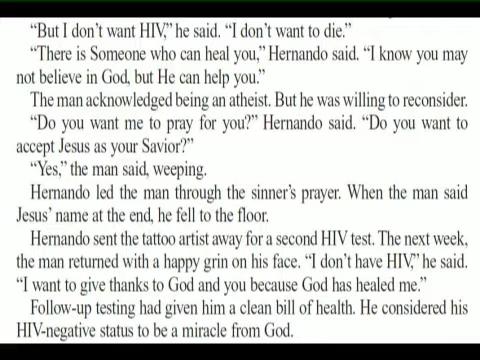 “But I don’t want HIV,” he said. “I don’t want to die.”
“There is Someone who can heal you,” Hernando said. “I know you may
not believe in God, but He can help you.”
The man acknowledged being an atheist. But he was willing to reconsider.
“Do you want me to pray for you?” Hernando said. “Do you want to
accept Jesus as your Savior?”
“Yes,” the man said, weeping.
Hernando led the man through the sinner’s prayer. When the man said
Jesus’ name at the end, he fell to the floor.
Hernando sent the tattoo artist away for a second HIV test. The next week,
the man returned with a happy grin on his face. “I don’t have HIV,” he said.
“I want to give thanks to God and you because God has healed me.”
Follow-up testing had given him a clean bill of health. He considered his
HIV-negative status to be a miracle from God.